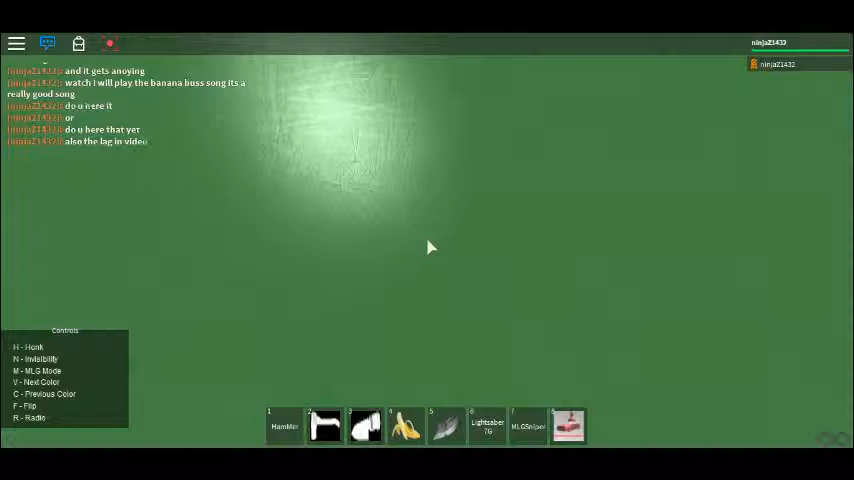 ninjaZ1432
ninjaZ1432
[ninjaZ1432]: and it gets anoying
[ninjaZ1432]: watch i will play the banana buss song its a
really good song
[ninjaZ1432]: do u here it
[ninjaZ1432]: or
[ninjaZ1432]: do u here that yet
[ninjaZ1432]: also the lag in video
Controls
H - Honk
N - Invisibility
M - MLG Mode
V - Next Color
C - Previous Color
F - Flip
R - Radio
1
HamMer
2
3
4
5
6
Lightsaber
7G
7
MLGSniper
8